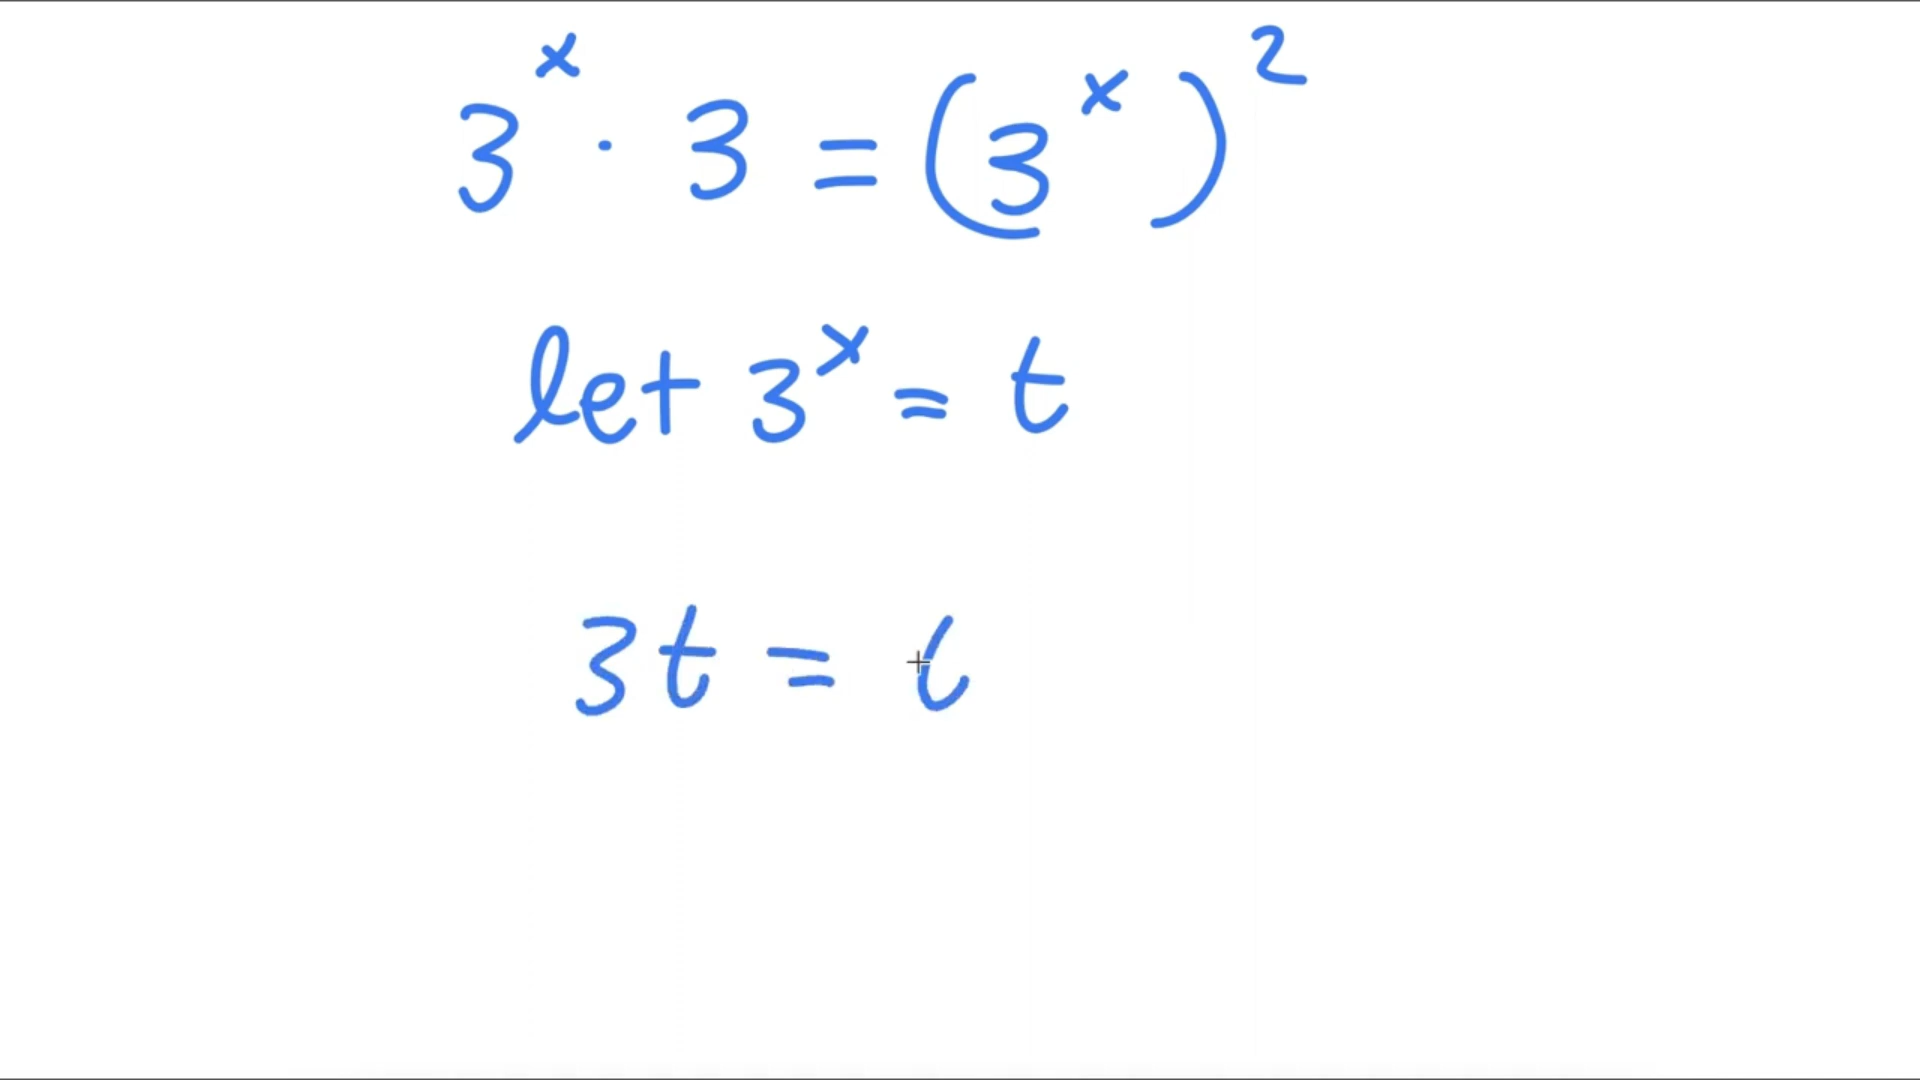 3^x · 3 = (3^x)^2
let 3^x = t
3t = t